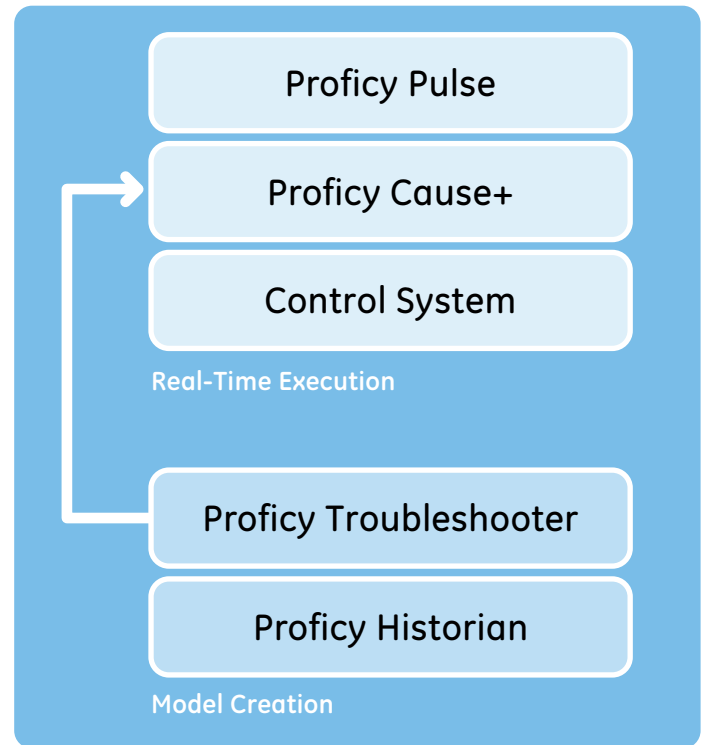 Proficy Pulse
Proficy Cause+
Control System
Real-Time Execution
Proficy Troubleshooter
Proficy Historian
Model Creation